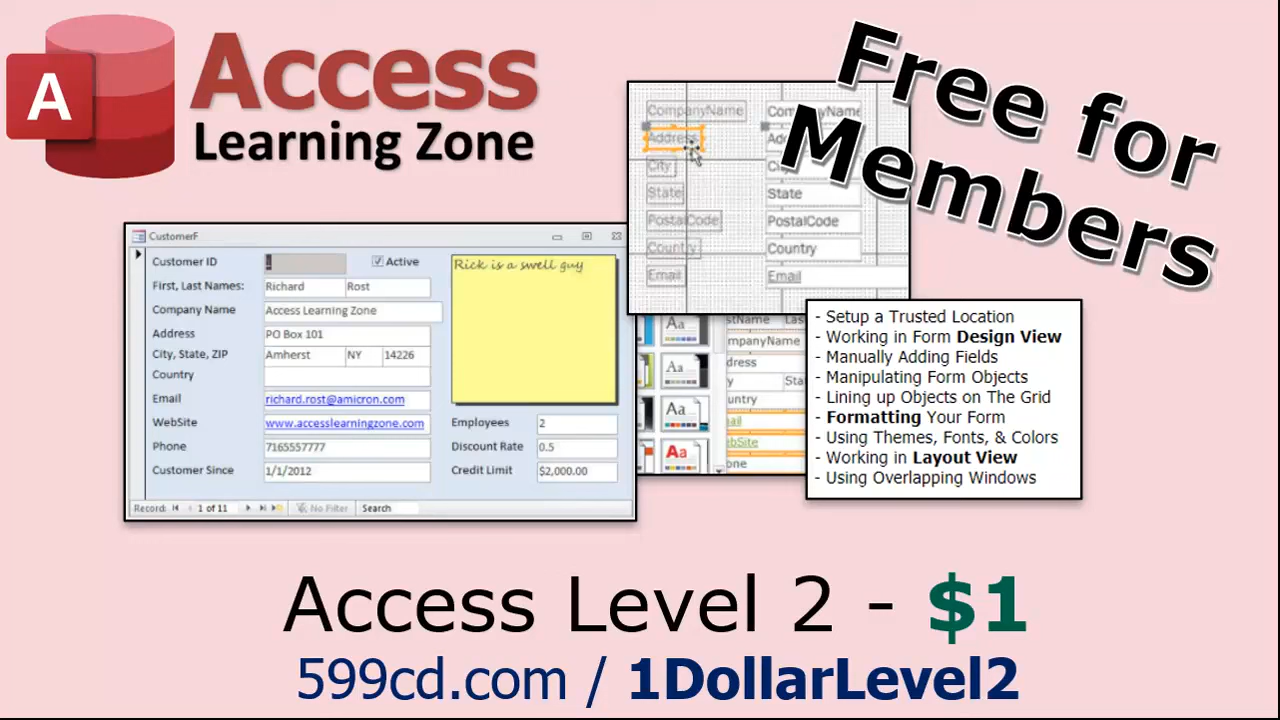 A
Access
Learning Zone
Free for
Members
CompanyName CompanyName
Address
City
State State
PostalCode PostalCode
Country Country
Email Email
CustomerF
Customer ID Active
First, Last Names: Richard Rost
Company Name Access Learning Zone
Address PO Box 101
City, State, ZIP Amherst NY 14226
Country
Email richard.rost@amicron.com
WebSite www.accesslearningzone.com
Phone 7165557777
Customer Since 1/1/2012
Rick is a swell guy
Employees 2
Discount Rate 0.5
Credit Limit $2,000.00
Record: 1 of 11 No Filter Search
Aa
Aa
Aa
Aa
- Setup a Trusted Location
- Working in Form Design View
- Manually Adding Fields
- Manipulating Form Objects
- Lining up Objects on The Grid
- Formatting Your Form
- Using Themes, Fonts, & Colors
- Working in Layout View
- Using Overlapping Windows
Access Level 2 - $1
599cd.com / 1DollarLevel2